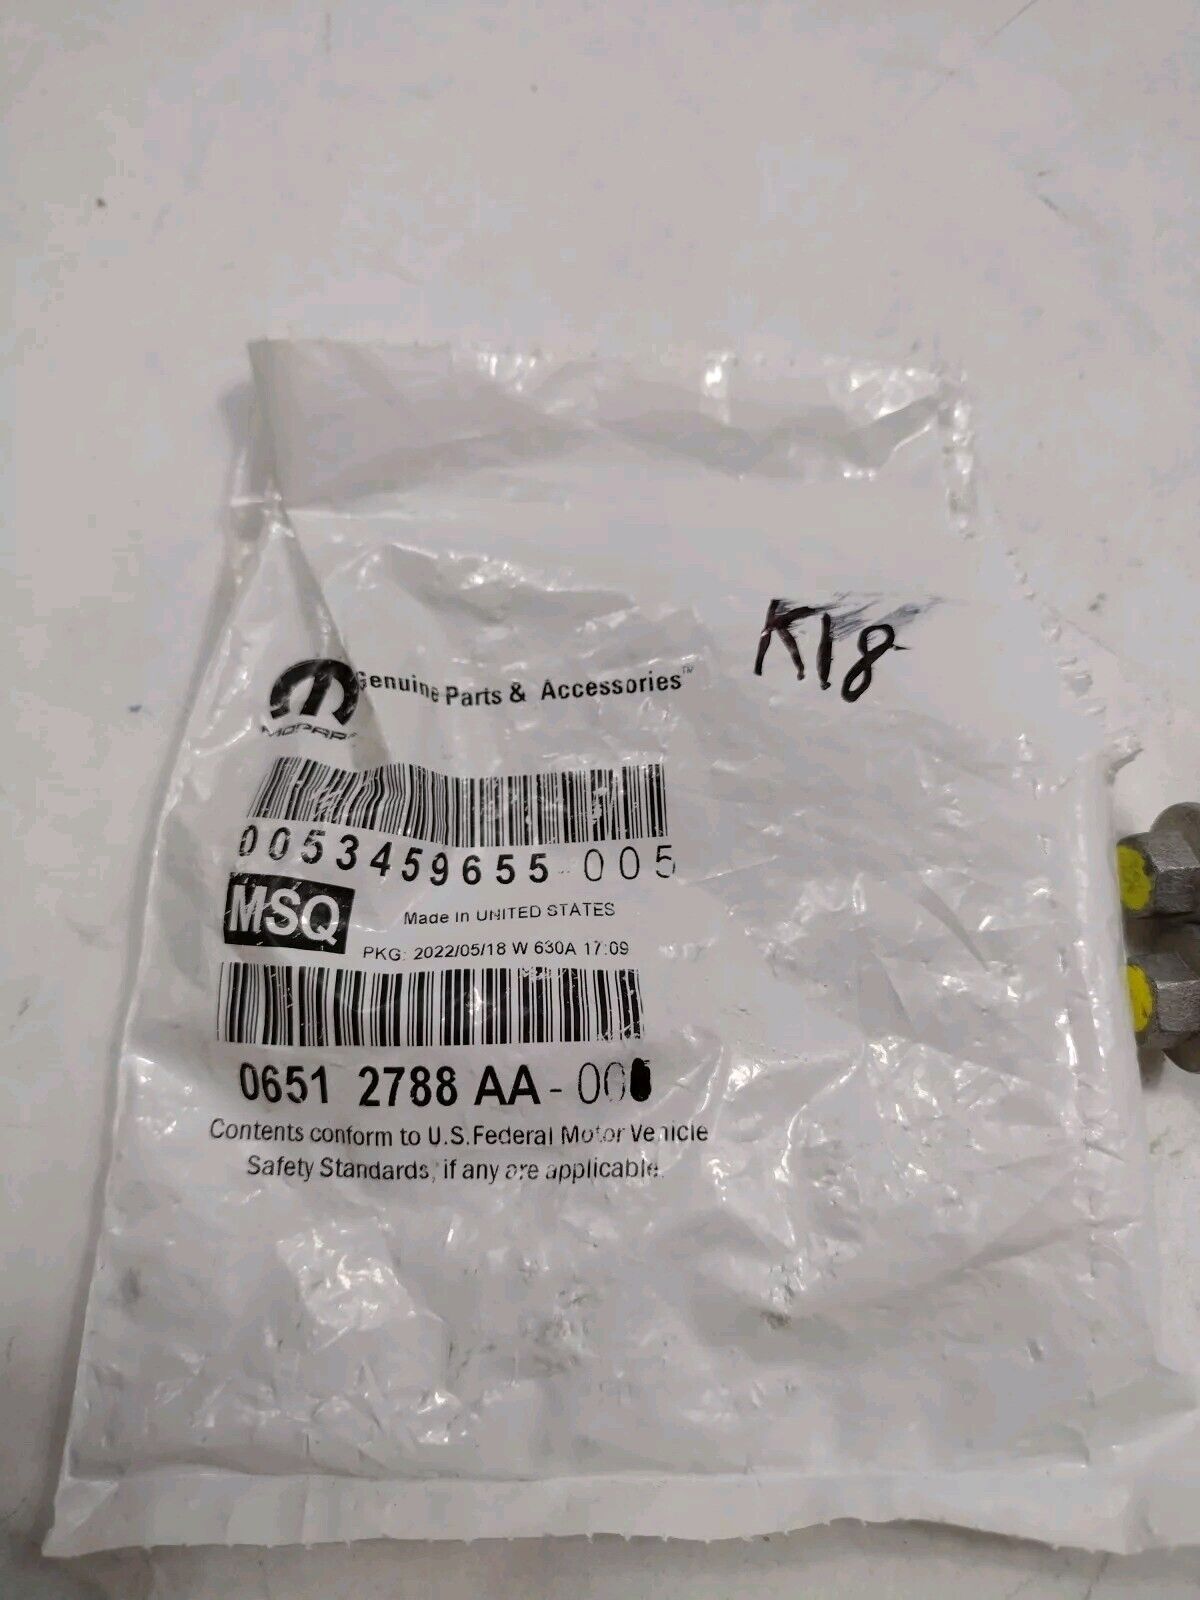 K18
Genuine Parts & Accessories™
MOPAR
0053459655-005
MSQ
Made In UNITED STATES
PKG: 2022/05/18 W 630A 17:09
0651 2788 AA - 00
Contents conform to U.S. Federal Motor Vehicle
Safety Standards, if any are applicable.